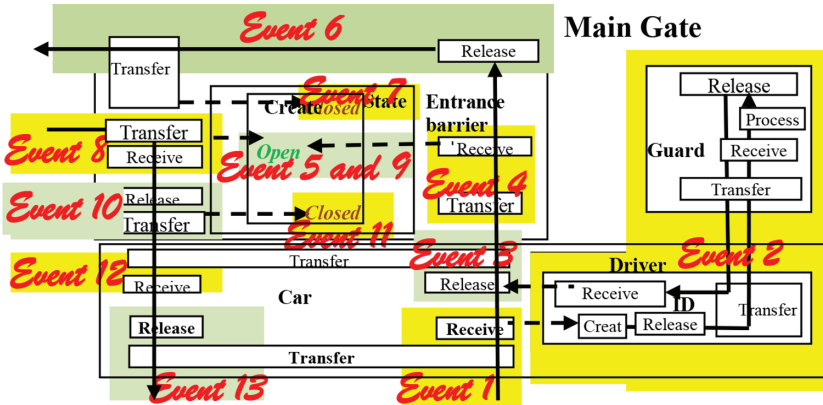 Event 6
Main Gate
Release
Transfer
Event 7
Create
Closed
State
Entrance
barrier
Release
Process
Transfer
Receive
Event 8
Open
Receive
Guard
Receive
Event 5 and 9
Event 4
Transfer
Release
Event 10
Transfer
Closed
Transfer
Event 11
Event 3
Event 2
Driver
Event 12
Transfer
Receive
Car
Release
Receive
ID
Transfer
Creat
Release
Release
Receive
Transfer
Event 13
Event 1